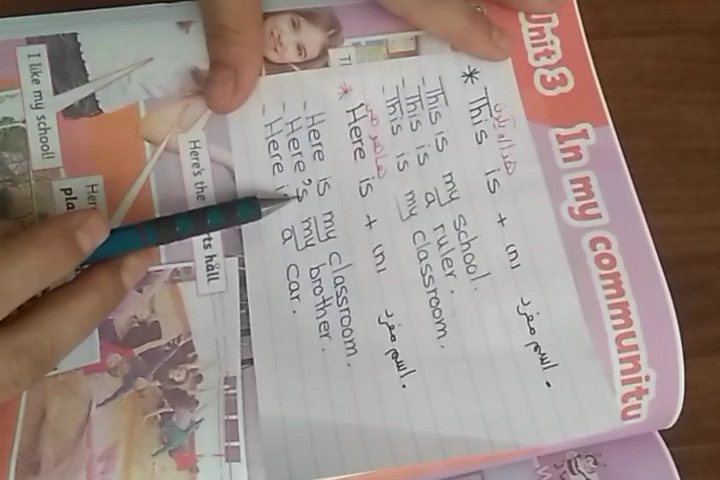 Unit 3 In my community
* This is + اسم مفرد.
- This is my school.
- This is a ruler.
- This is my classroom.
* Here is + اسم مفرد.
- Here is my classroom.
- Here's my brother.
- Here is a car.
I like my school!
Here's the
ts hall